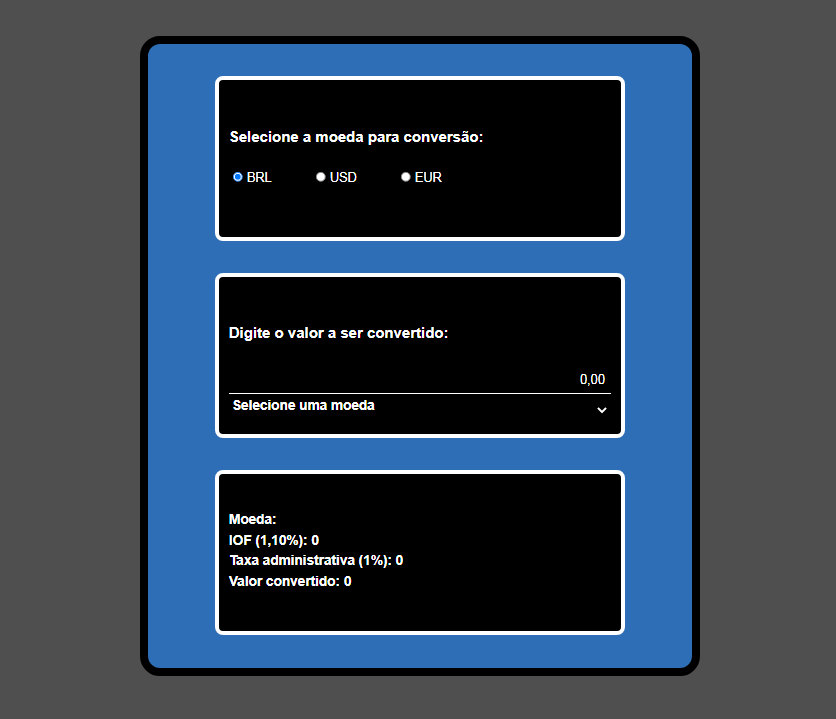 Selecione a moeda para conversão:
BRL USD EUR
Digite o valor a ser convertido:
0,00
Selecione uma moeda
Moeda:
IOF (1,10%): 0
Taxa administrativa (1%): 0
Valor convertido: 0